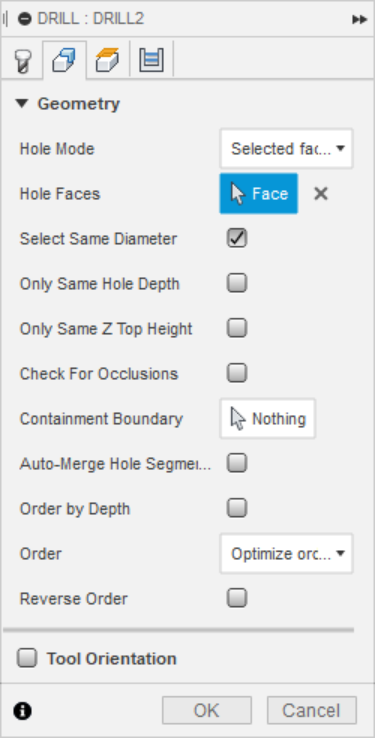 DRILL : DRILL2
Geometry
Hole Mode Selected fac...
Hole Faces Face
Select Same Diameter
Only Same Hole Depth
Only Same Z Top Height
Check For Occlusions
Containment Boundary Nothing
Auto-Merge Hole Segmer...
Order by Depth
Order Optimize orc...
Reverse Order
Tool Orientation
OK Cancel